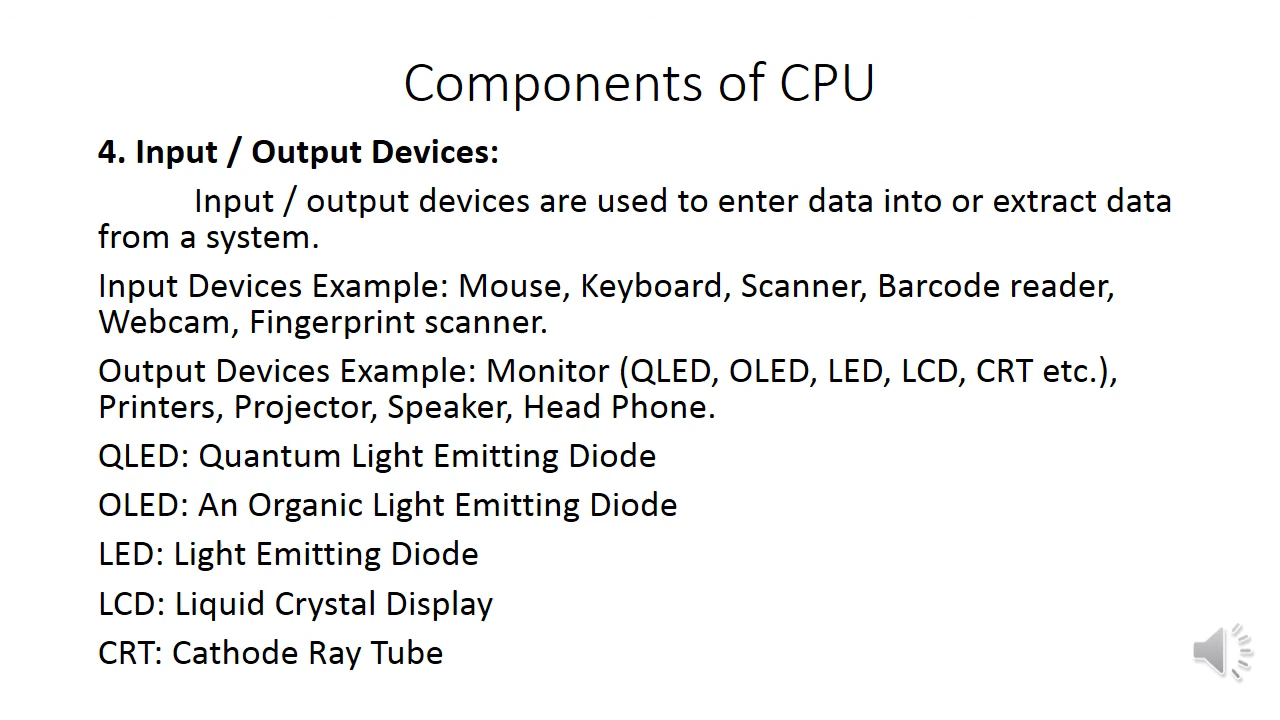 Components of CPU
4. Input / Output Devices:
Input / output devices are used to enter data into or extract data
from a system.
Input Devices Example: Mouse, Keyboard, Scanner, Barcode reader,
Webcam, Fingerprint scanner.
Output Devices Example: Monitor (QLED, OLED, LED, LCD, CRT etc.),
Printers, Projector, Speaker, Head Phone.
QLED: Quantum Light Emitting Diode
OLED: An Organic Light Emitting Diode
LED: Light Emitting Diode
LCD: Liquid Crystal Display
CRT: Cathode Ray Tube